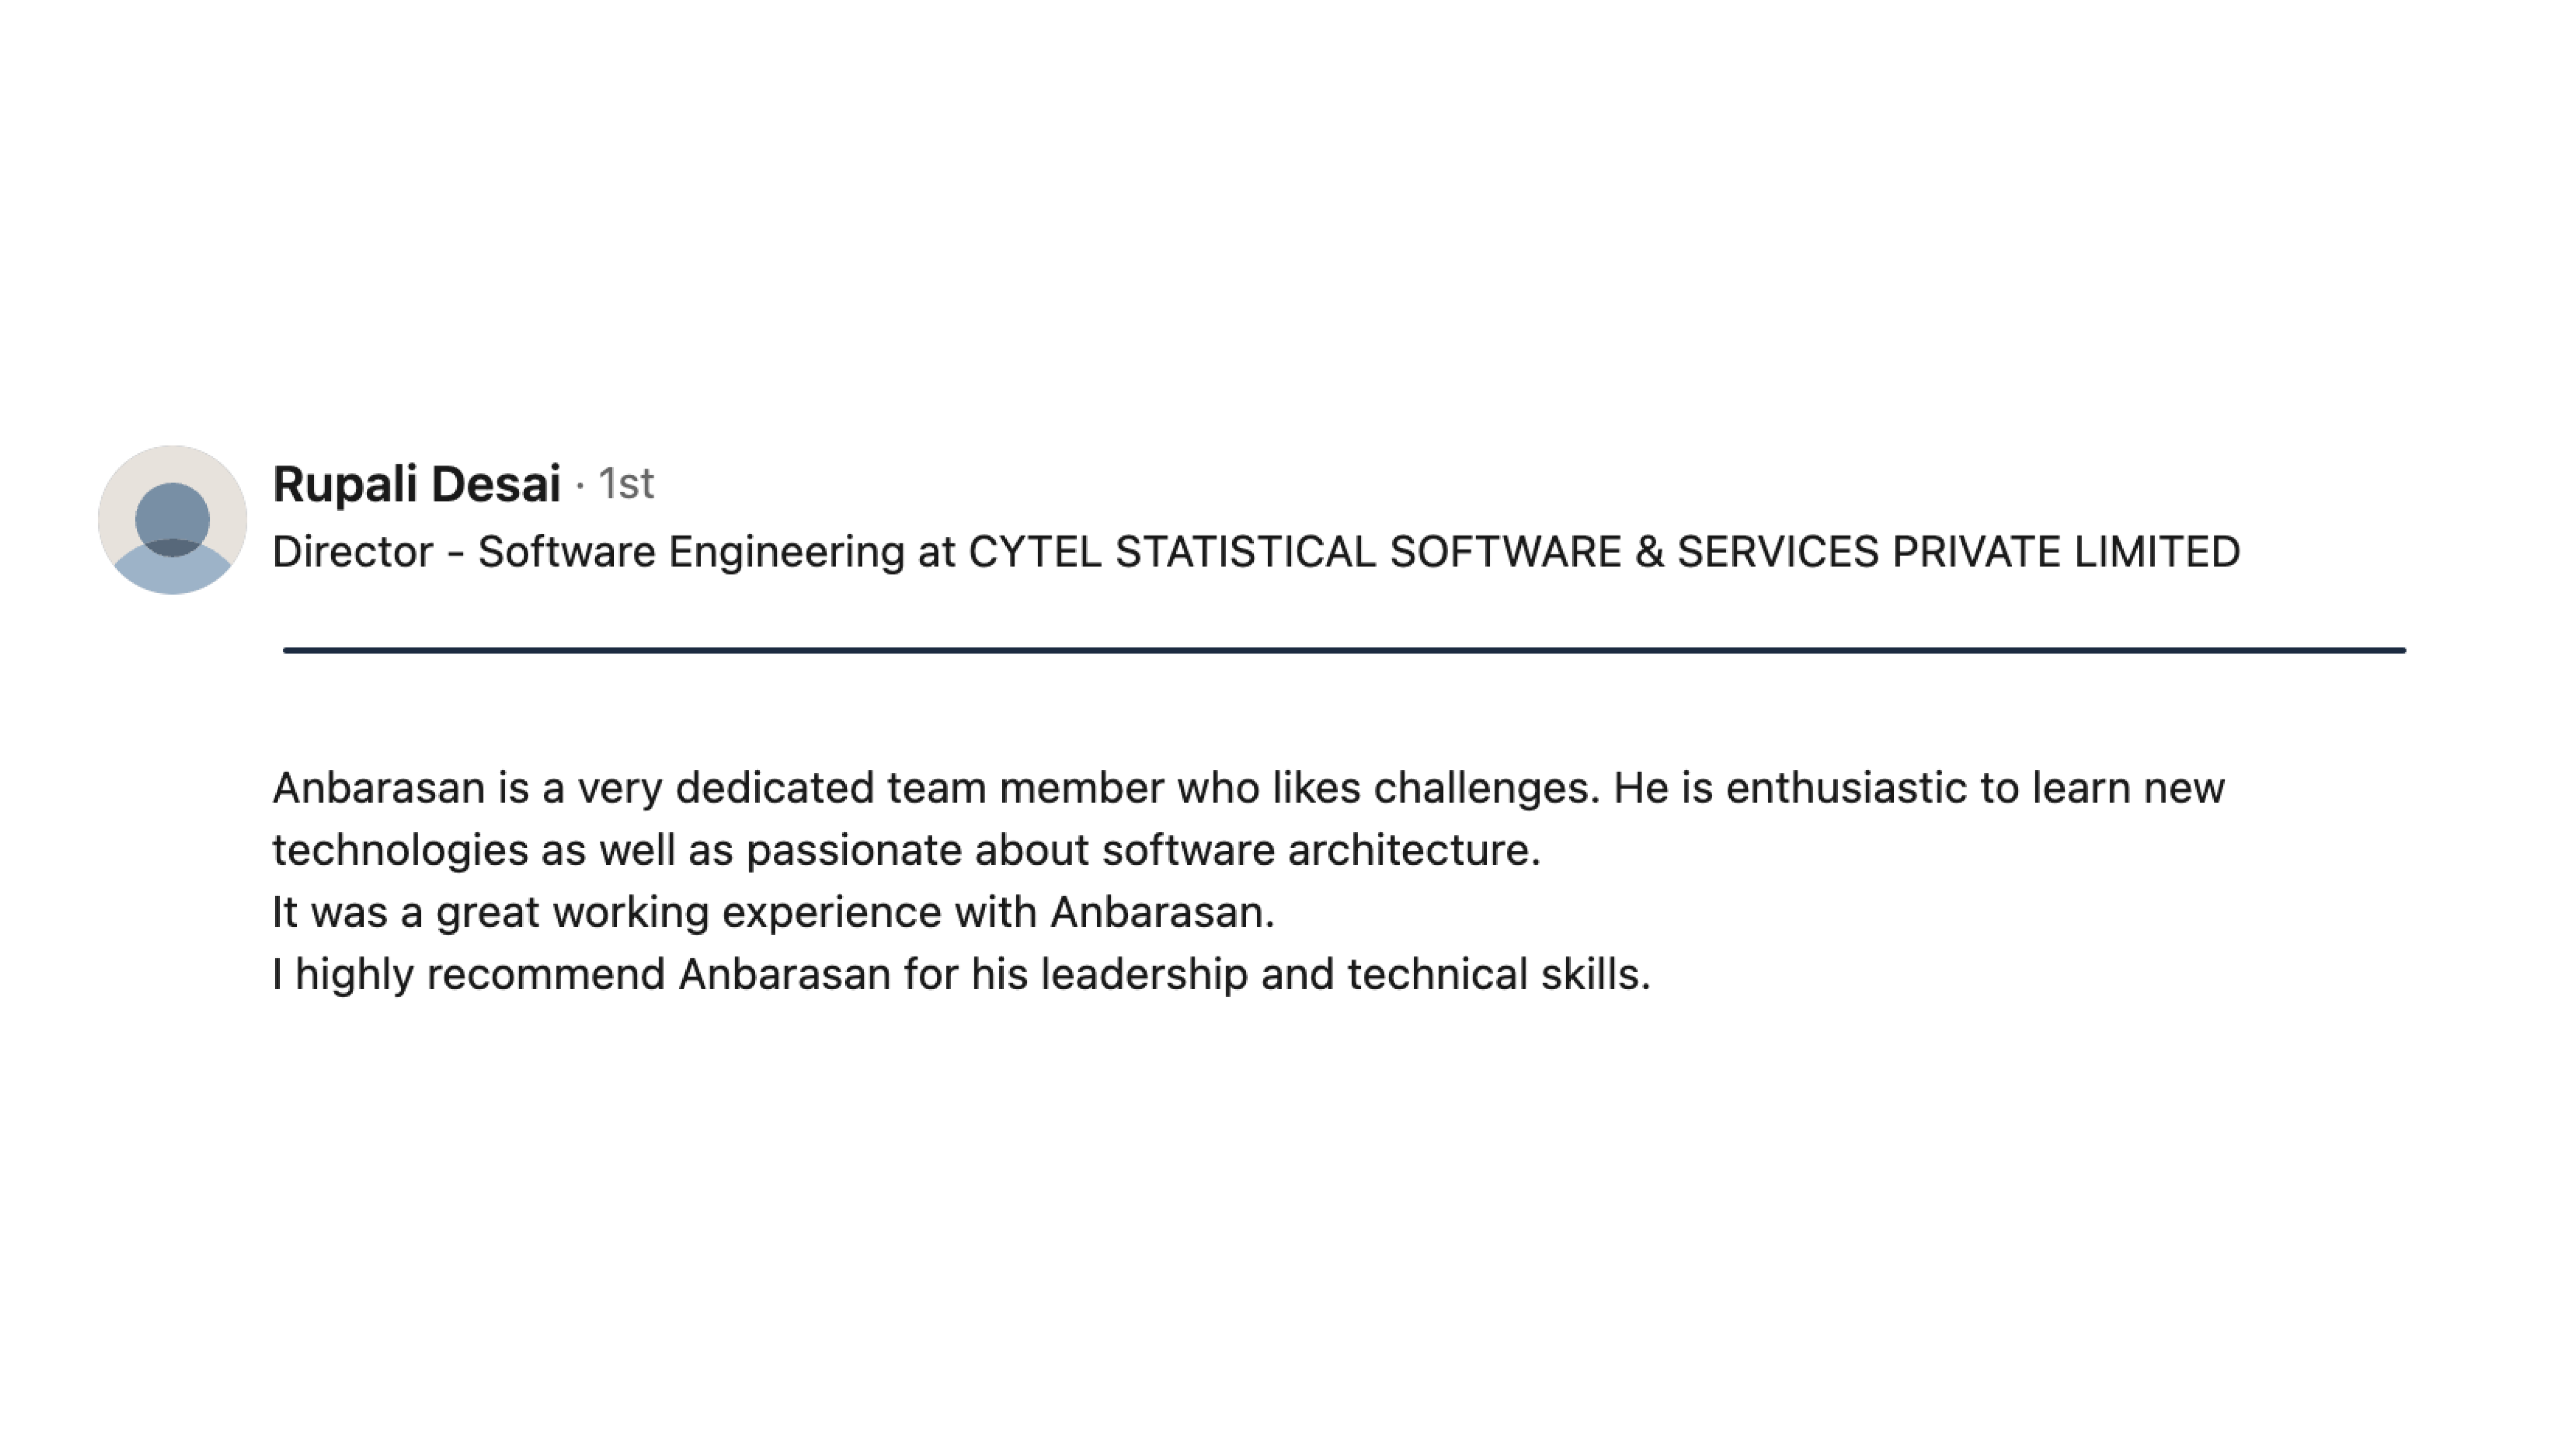 Rupali Desai · 1st
Director - Software Engineering at CYTEL STATISTICAL SOFTWARE & SERVICES PRIVATE LIMITED
Anbarasan is a very dedicated team member who likes challenges. He is enthusiastic to learn new
technologies as well as passionate about software architecture.
It was a great working experience with Anbarasan.
I highly recommend Anbarasan for his leadership and technical skills.